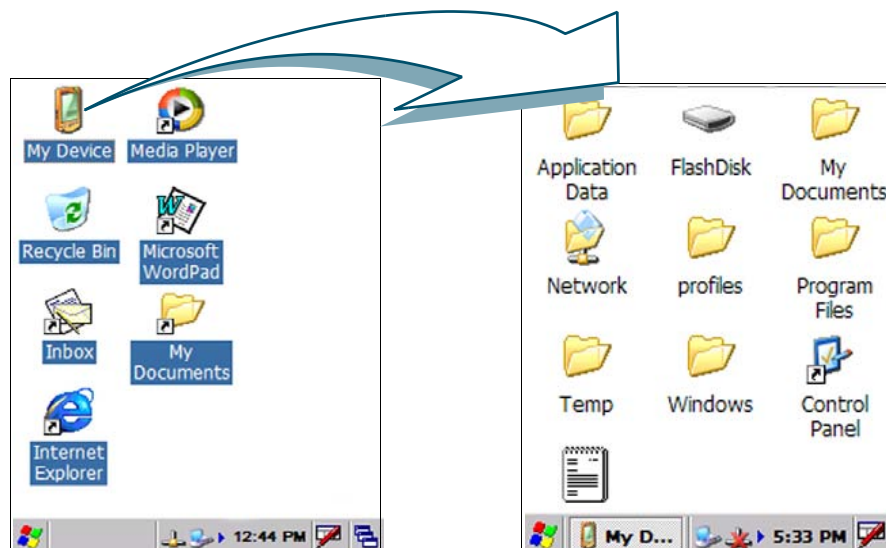 My Device Media Player
Recycle Bin Microsoft
WordPad
Inbox My
Documents
Internet
Explorer
12:44 PM
Application
Data
FlashDisk
My
Documents
Network profiles Program
Files
Temp Windows Control
Panel
My D... 5:33 PM